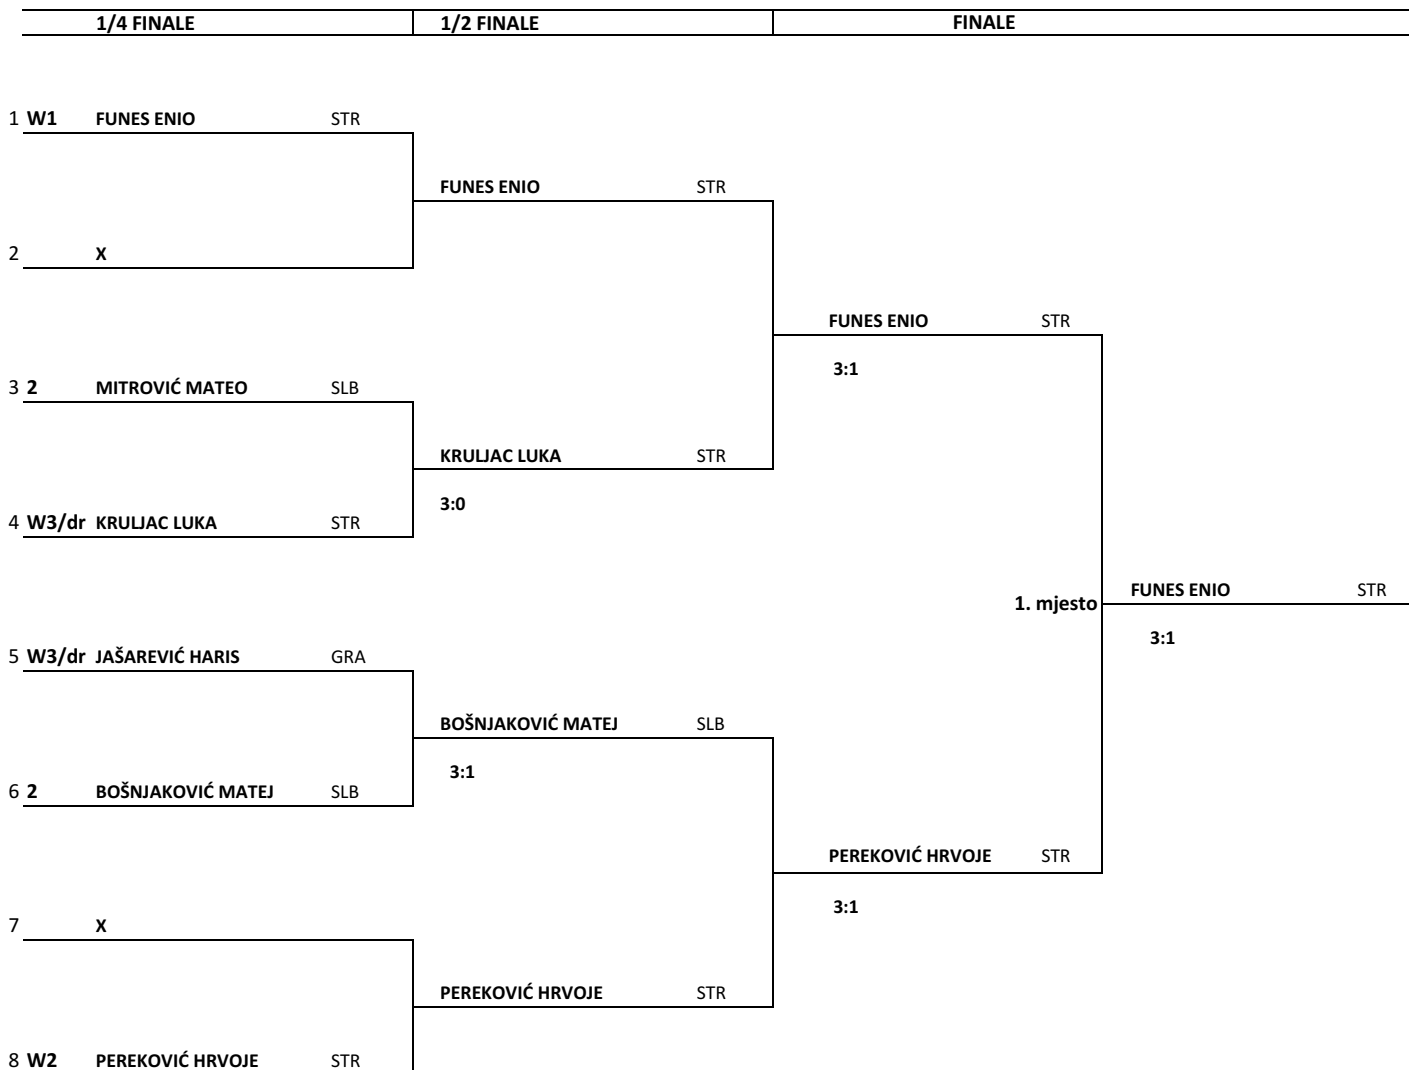 1/4 FINALE 1/2 FINALE FINALE
1 W1 FUNES ENIO STR
FUNES ENIO STR
2 X
FUNES ENIO STR
3:1
3 2 MITROVIĆ MATEO SLB
KRULJAC LUKA STR
3:0
4 W3/dr KRULJAC LUKA STR
FUNES ENIO STR
1. mjesto
3:1
5 W3/dr JAŠAREVIĆ HARIS GRA
BOŠNJAKOVIĆ MATEJ SLB
3:1
6 2 BOŠNJAKOVIĆ MATEJ SLB
PEREKOVIĆ HRVOJE STR
3:1
7 X
PEREKOVIĆ HRVOJE STR
8 W2 PEREKOVIĆ HRVOJE STR